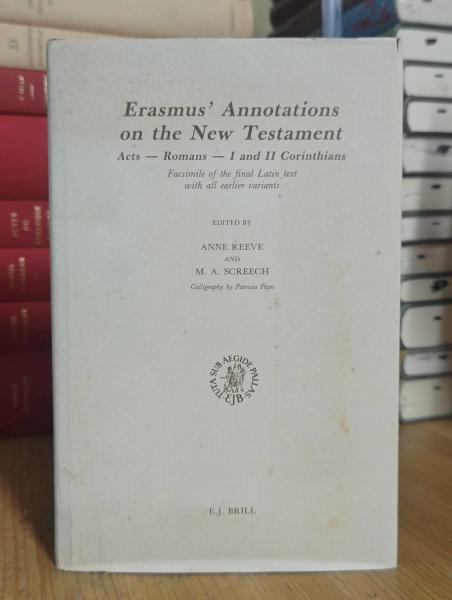 Erasmus' Annotations
on the New Testament
Acts — Romans — I and II Corinthians
Facsimile of the final Latin text
with all earlier variants
EDITED BY
ANNE REEVE
AND
M. A. SCREECH
Calligraphy by Patricia Payn
TUTA SUB AEGIDE PALLAS
EJB
E.J. BRILL
23